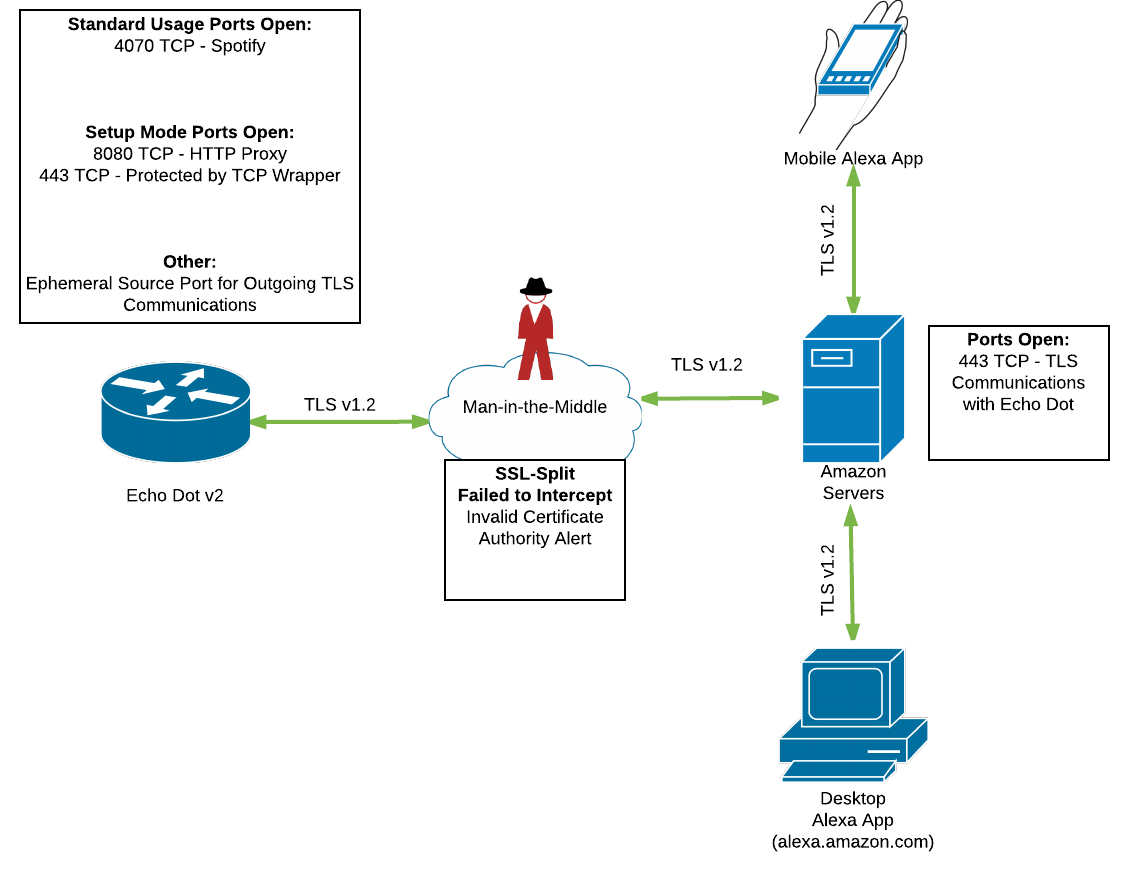 Standard Usage Ports Open:
4070 TCP - Spotify
Setup Mode Ports Open:
8080 TCP - HTTP Proxy
443 TCP - Protected by TCP Wrapper
Other:
Ephemeral Source Port for Outgoing TLS
Communications
Mobile Alexa App
TLS v1.2
Ports Open:
443 TCP - TLS
Communications
with Echo Dot
TLS v1.2
TLS v1.2
Man-in-the-Middle
SSL-Split
Failed to Intercept
Invalid Certificate
Authority Alert
Echo Dot v2
Amazon
Servers
TLS v1.2
Desktop
Alexa App
(alexa.amazon.com)